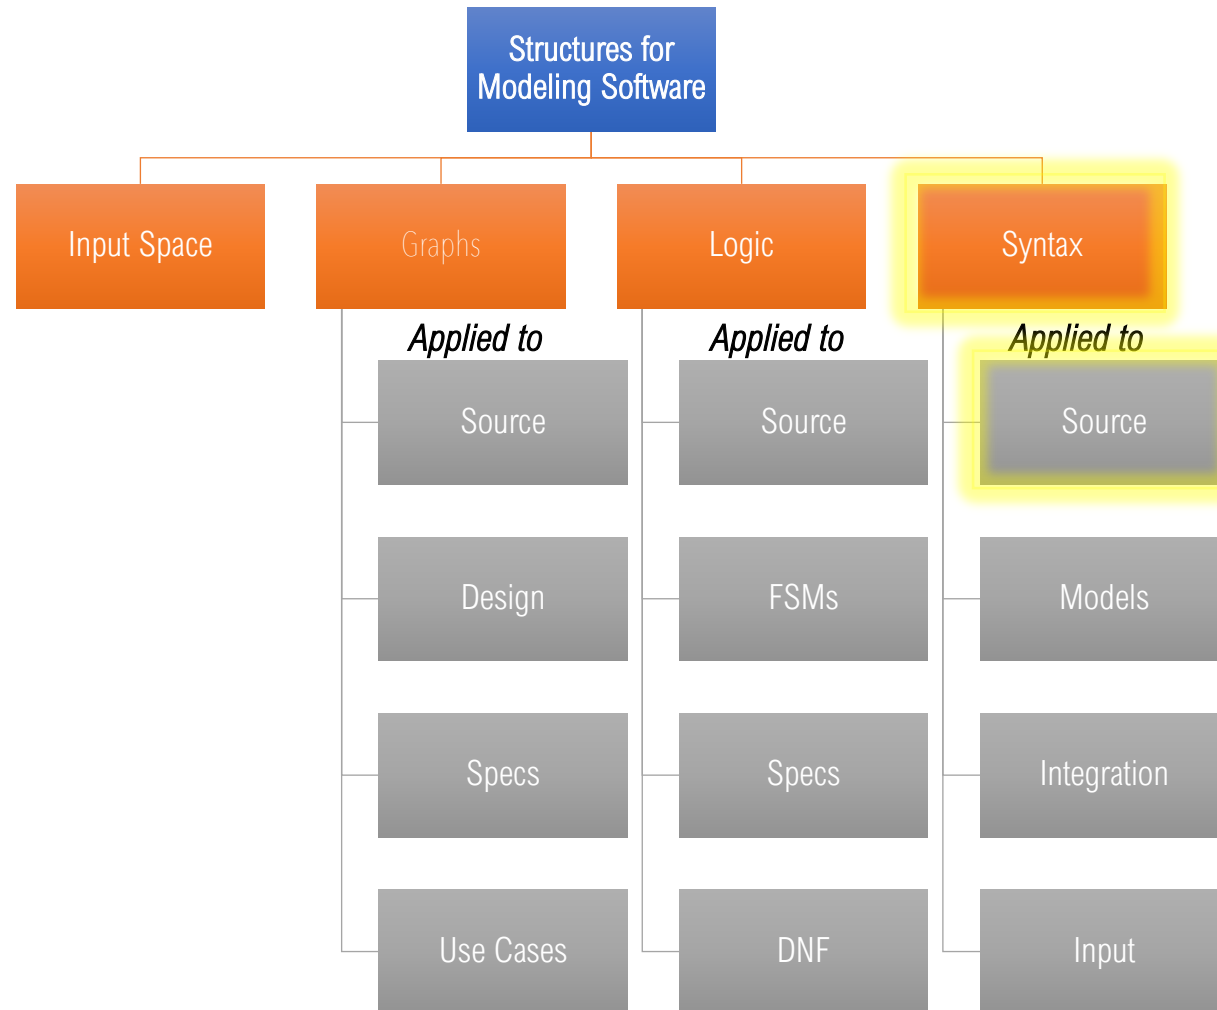 Structures for
Modeling Software
Input Space
Graphs
Logic
Syntax
Applied to
Applied to
Applied to
Source
Source
Source
Design
FSMs
Models
Specs
Specs
Integration
Use Cases
DNF
Input